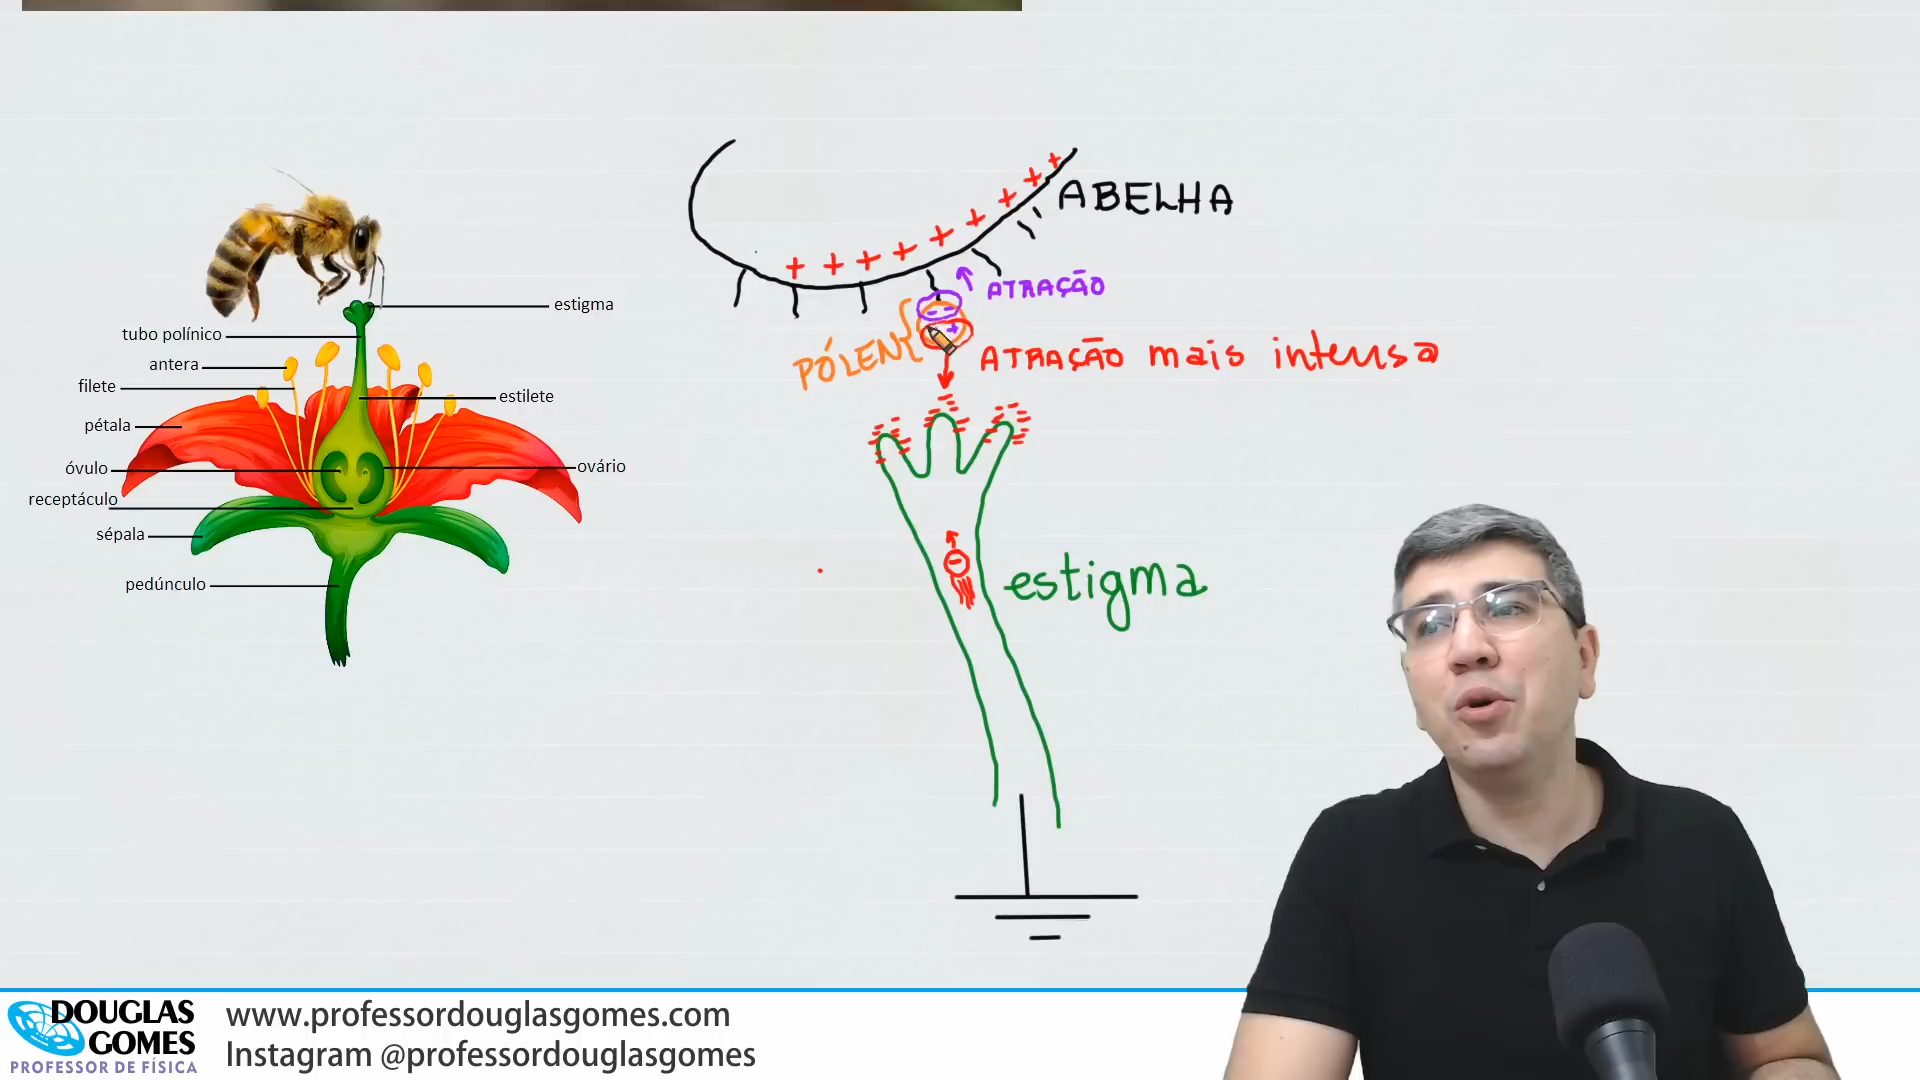 estigma
tubo polínico
antera
filete
estilete
pétala
óvulo
ovário
receptáculo
sépala
pedúnculo
+ + + + + + + + + +
ABELHA
ATRAÇÃO
- -
+
PÓLEN
ATRAÇÃO mais intensa
-
estigma
DOUGLAS
GOMES
PROFESSOR DE FÍSICA
www.professordouglasgomes.com
Instagram @professordouglasgomes